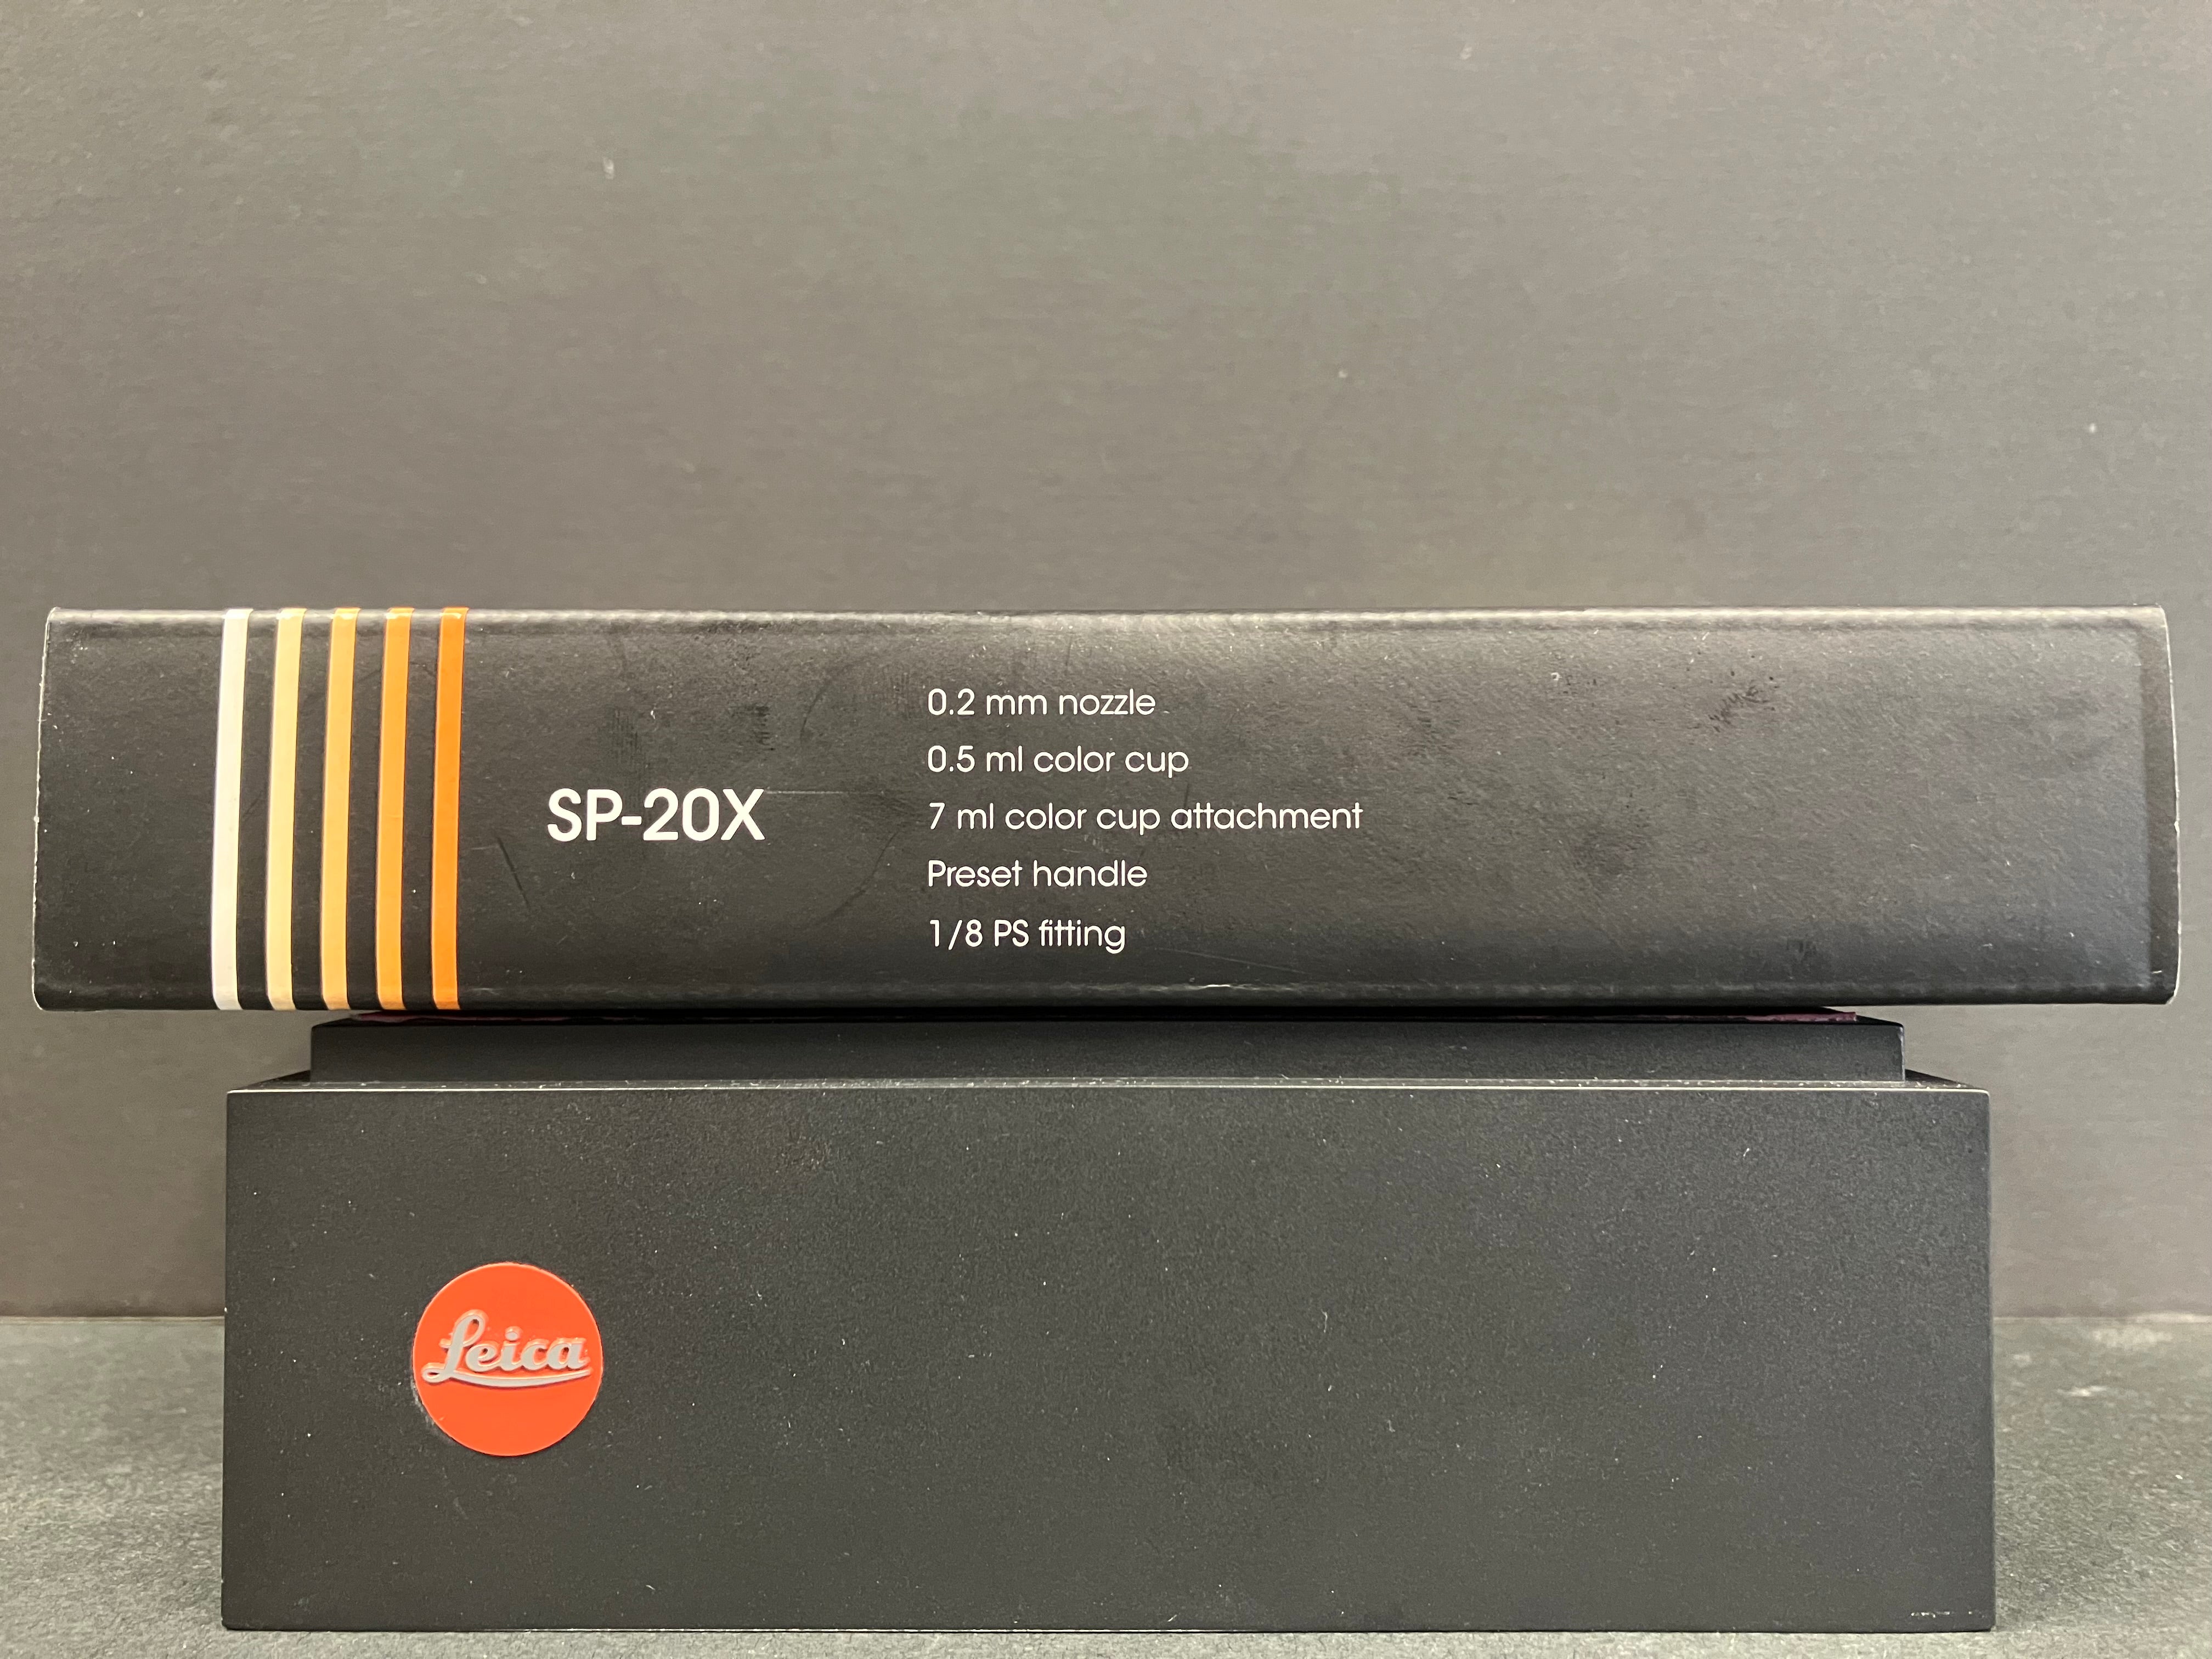 SP-20X
0.2 mm nozzle
0.5 ml color cup
7 ml color cup attachment
Preset handle
1/8 PS fitting
Leica